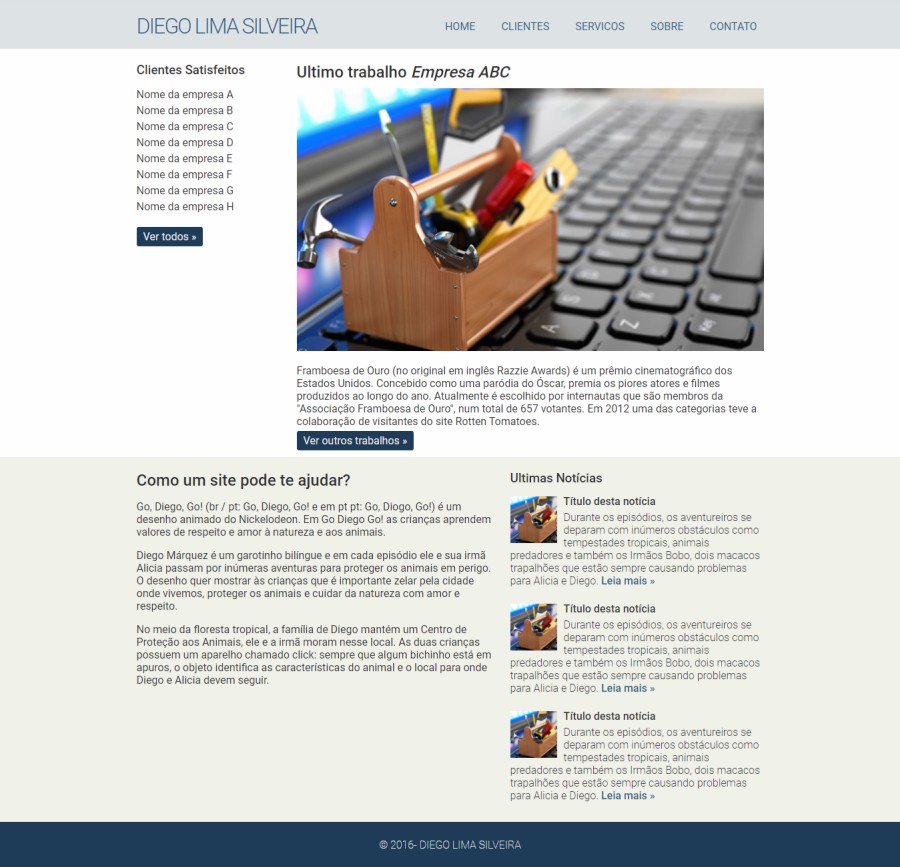 DIEGO LIMA SILVEIRA
HOME CLIENTES SERVICOS SOBRE CONTATO
Clientes Satisfeitos
Nome da empresa A
Nome da empresa B
Nome da empresa C
Nome da empresa D
Nome da empresa E
Nome da empresa F
Nome da empresa G
Nome da empresa H
Ver todos »
Ultimo trabalho Empresa ABC
Framboesa de Ouro (no original em inglês Razzie Awards) é um prêmio cinematográfico dos
Estados Unidos. Concebido como uma paródia do Óscar, premia os piores atores e filmes
produzidos ao longo do ano. Atualmente é escolhido por internautas que são membros da
"Associação Framboesa de Ouro", num total de 657 votantes. Em 2012 uma das categorias teve a
colaboração de visitantes do site Rotten Tomatoes.
Ver outros trabalhos »
Como um site pode te ajudar?
Go, Diego, Go! (br / pt: Go, Diego, Go! e em pt pt: Go, Diogo, Go!) é um
desenho animado do Nickelodeon. Em Go Diego Go! as crianças aprendem
valores de respeito e amor à natureza e aos animais.
Diego Márquez é um garotinho bilíngue e em cada episódio ele e sua irmã
Alicia passam por inúmeras aventuras para proteger os animais em perigo.
O desenho quer mostrar às crianças que é importante zelar pela cidade
onde vivemos, proteger os animais e cuidar da natureza com amor e
respeito.
No meio da floresta tropical, a família de Diego mantém um Centro de
Proteção aos Animais, ele e a irmã moram nesse local. As duas crianças
possuem um aparelho chamado click: sempre que algum bichinho está em
apuros, o objeto identifica as características do animal e o local para onde
Diego e Alicia devem seguir.
Ultimas Notícias
Título desta notícia
Durante os episódios, os aventureiros se
deparam com inúmeros obstáculos como
tempestades tropicais, animais
predadores e também os Irmãos Bobo, dois macacos
trapalhões que estão sempre causando problemas
para Alicia e Diego. Leia mais »
Título desta notícia
Durante os episódios, os aventureiros se
deparam com inúmeros obstáculos como
tempestades tropicais, animais
predadores e também os Irmãos Bobo, dois macacos
trapalhões que estão sempre causando problemas
para Alicia e Diego. Leia mais »
Título desta notícia
Durante os episódios, os aventureiros se
deparam com inúmeros obstáculos como
tempestades tropicais, animais
predadores e também os Irmãos Bobo, dois macacos
trapalhões que estão sempre causando problemas
para Alicia e Diego. Leia mais »
© 2016- DIEGO LIMA SILVEIRA